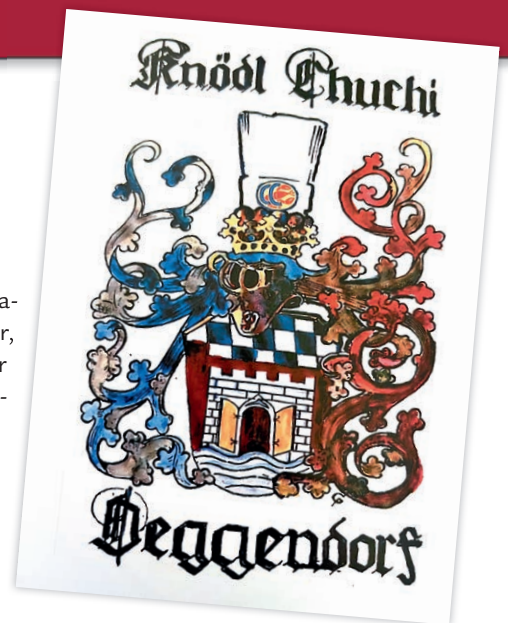 Knödl Chuchi
a-
r,
r
-
Deggendorf